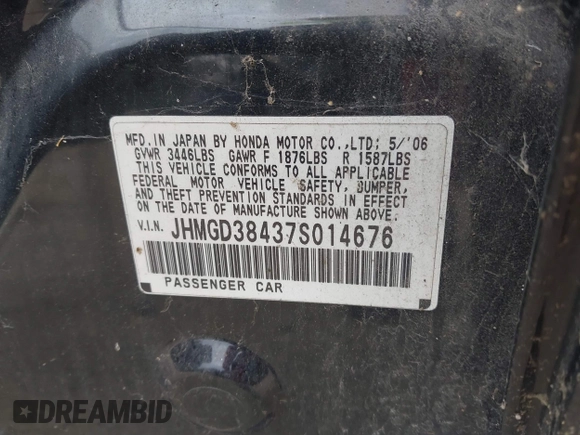 MFD.IN JAPAN BY HONDA MOTOR CO.,LTD; 5/'06
GVWR 3446LBS GAWR F 1876LBS R 1587LBS
THIS VEHICLE CONFORMS TO ALL APPLICABLE
FEDERAL MOTOR VEHICLE SAFETY, BUMPER,
AND THEFT PREVENTION STANDARDS IN EFFECT
ON THE DATE OF MANUFACTURE SHOWN ABOVE.
V.I.N. JHMGD38437S014676
PASSENGER CAR
DREAMBID